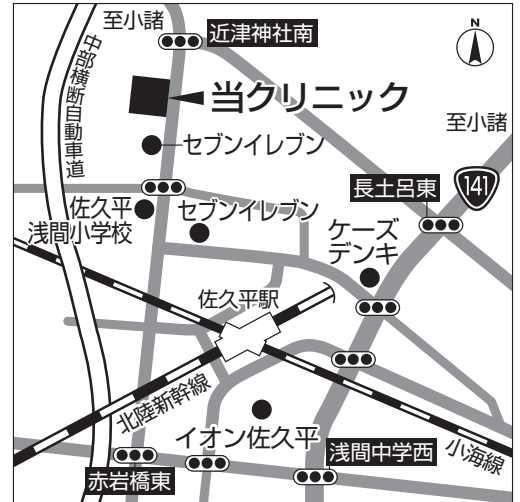 至小諸
近津神社南
N
中部横断自動車道
当クリニック
至小諸
セブンイレブン
長土呂東
141
佐久平
浅間小学校
セブンイレブン
ケーズ
デンキ
佐久平駅
北陸新幹線
イオン佐久平
小海線
浅間中学西
赤岩橋東